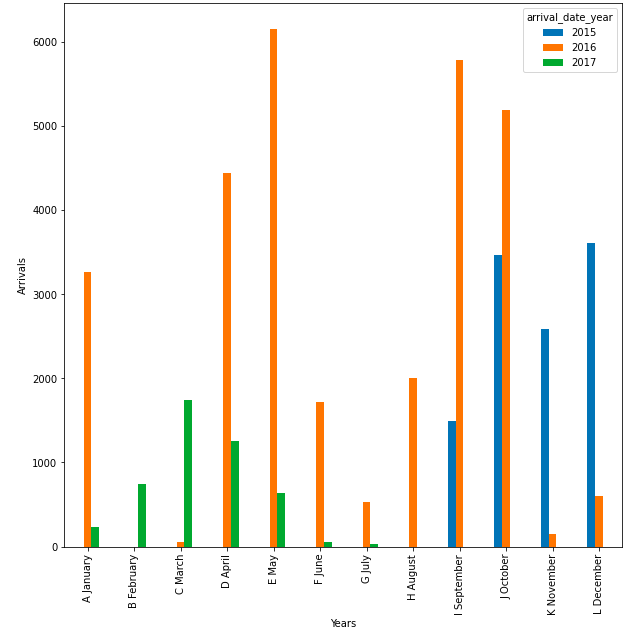 arrival_date_year
2015
2016
2017
6000
5000
4000
3000
2000
1000
0
Arrivals
A January
B February
C March
D April
E May
F June
G July
H August
I September
J October
K November
L December
Years